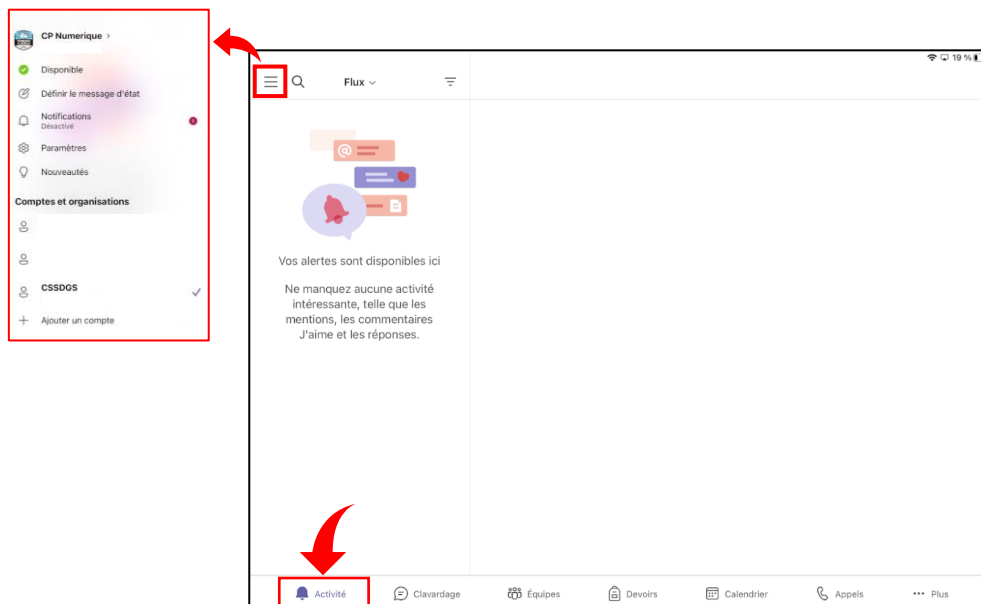 CP Numerique >
Disponible
Définir le message d'état
Notifications
Désactivé
Paramètres
Nouveautés
Comptes et organisations
CSSDGS
Ajouter un compte
19 %
Flux
@
Vos alertes sont disponibles ici
Ne manquez aucune activité
intéressante, telle que les
mentions, les commentaires
J'aime et les réponses.
Activité
Clavardage
Équipes
Devoirs
Calendrier
Appels
Plus